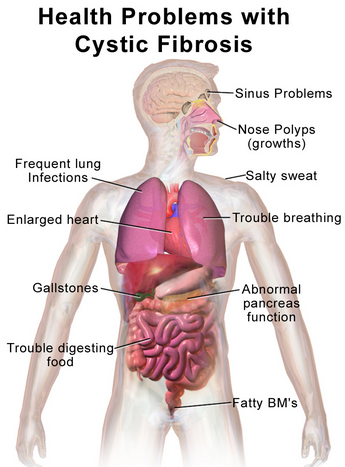 Health Problems with
Cystic Fibrosis
Sinus Problems
Nose Polyps
(growths)
Frequent lung
Infections
Salty sweat
Enlarged heart
Trouble breathing
Gallstones
Abnormal
pancreas
function
Trouble digesting
food
Fatty BM's